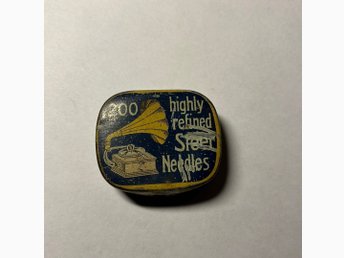 200 highly
refined
Steel
Needles